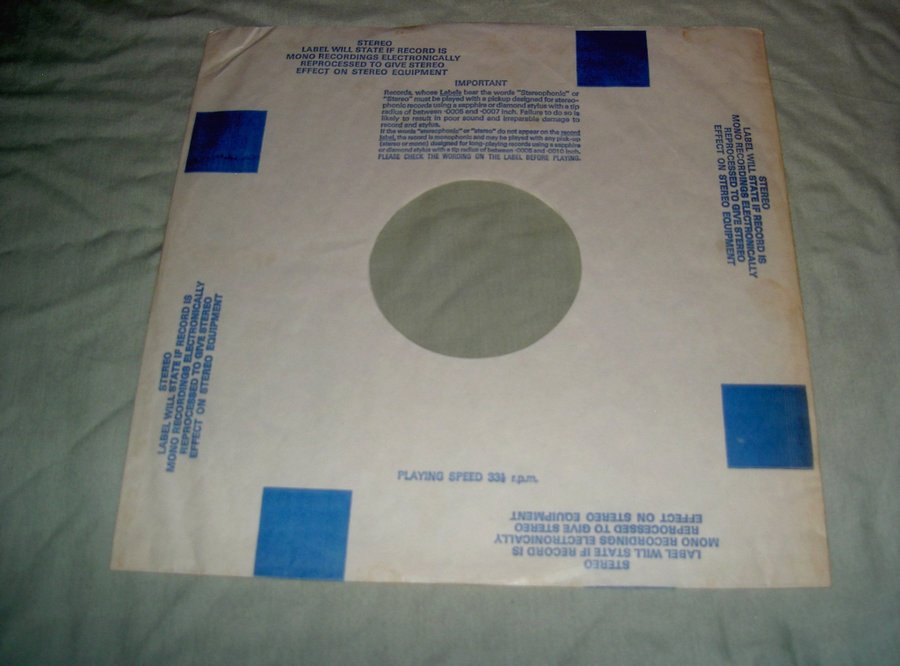 STEREO
LABEL WILL STATE IF RECORD IS
MONO RECORDINGS ELECTRONICALLY
REPROCESSED TO GIVE STEREO
EFFECT ON STEREO EQUIPMENT
IMPORTANT
Records, whose Labels bear the words "Stereophonic" or
"Stereo" must be played with a pickup designed for stereo-
phonic records using a sapphire or diamond stylus with a tip
radius of between ·0005 and ·0007 inch. Failure to do so is
likely to result in poor sound and irreparable damage to
record and stylus.
If the words "stereophonic" or "stereo" do not appear on the record
label, the record is monophonic and may be played with any pick-up
(stereo or mono) designed for long-playing records using a sapphire
or diamond stylus with a tip radius of between ·0005 and ·0010 inch.
PLEASE CHECK THE WORDING ON THE LABEL BEFORE PLAYING.
STEREO
LABEL WILL STATE IF RECORD IS
MONO RECORDINGS ELECTRONICALLY
REPROCESSED TO GIVE STEREO
EFFECT ON STEREO EQUIPMENT
STEREO
LABEL WILL STATE IF RECORD IS
MONO RECORDINGS ELECTRONICALLY
REPROCESSED TO GIVE STEREO
EFFECT ON STEREO EQUIPMENT
PLAYING SPEED 33⅓ r.p.m.
STEREO
LABEL WILL STATE IF RECORD IS
MONO RECORDINGS ELECTRONICALLY
REPROCESSED TO GIVE STEREO
EFFECT ON STEREO EQUIPMENT